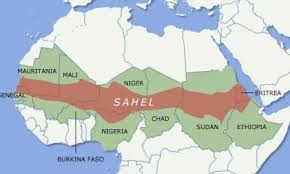 MAURITANIA
MALI
NIGER
ERITREA
SENEGAL
SAHEL
CHAD
NIGERIA
SUDAN
ETHIOPIA
BURKINA FASO